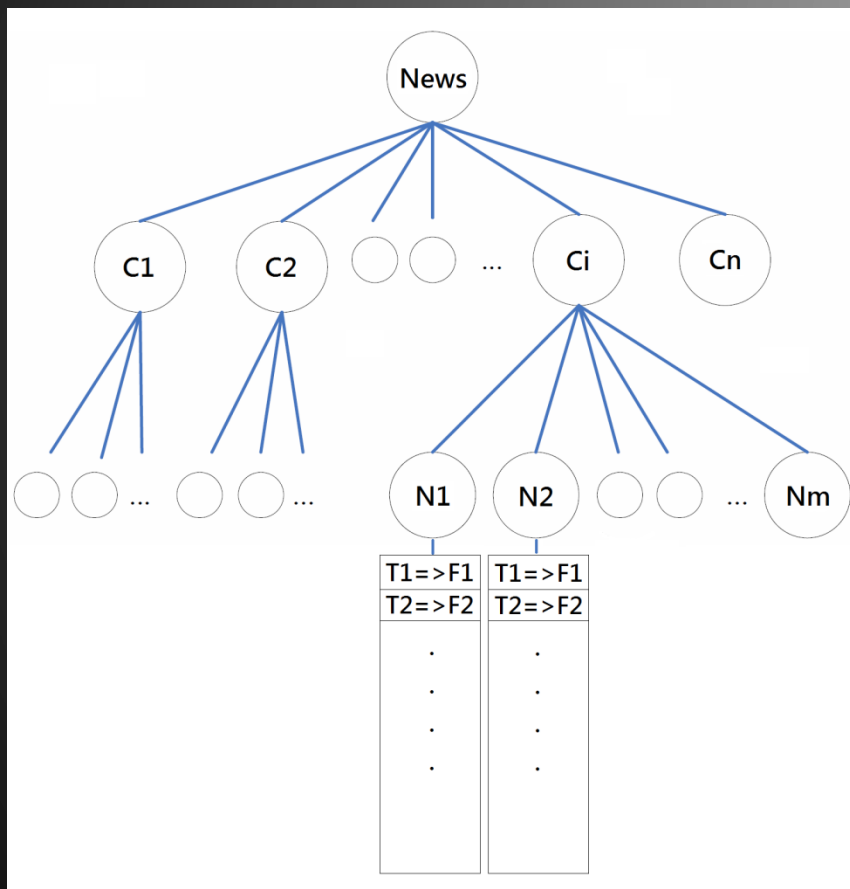 News
C1 C2 ... Ci Cn
... ... N1 N2 ... Nm
T1=>F1 T1=>F1
T2=>F2 T2=>F2
. .
. .
. .
. .